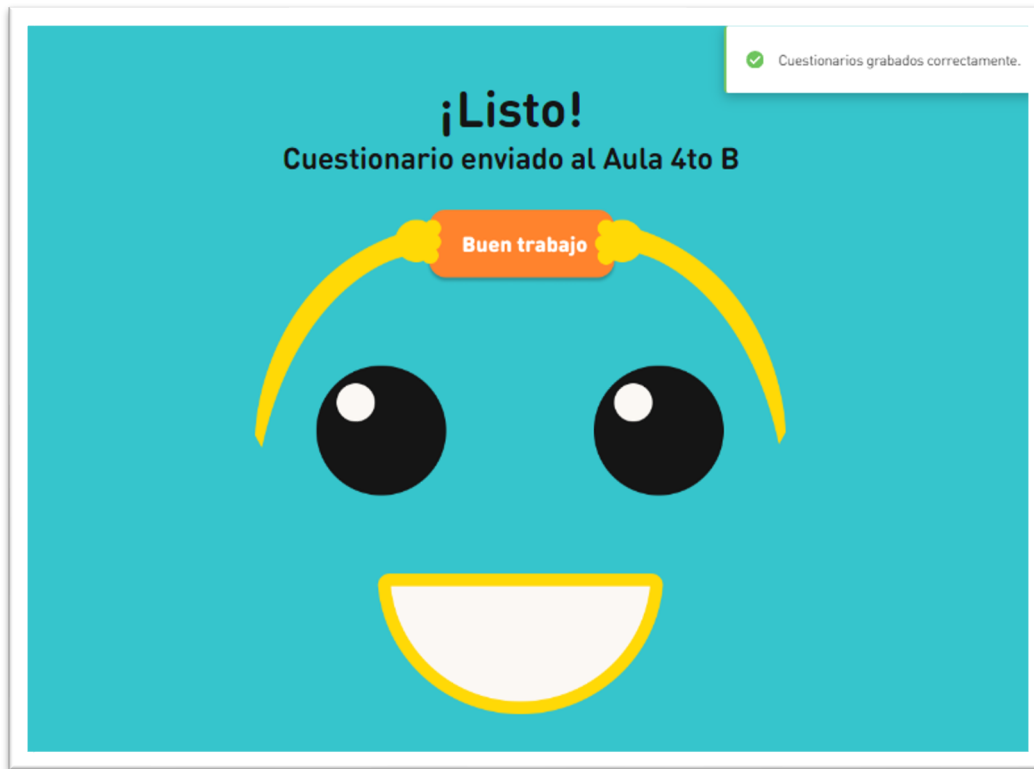 Cuestionarios grabados correctamente.
¡Listo!
Cuestionario enviado al Aula 4to B
Buen trabajo